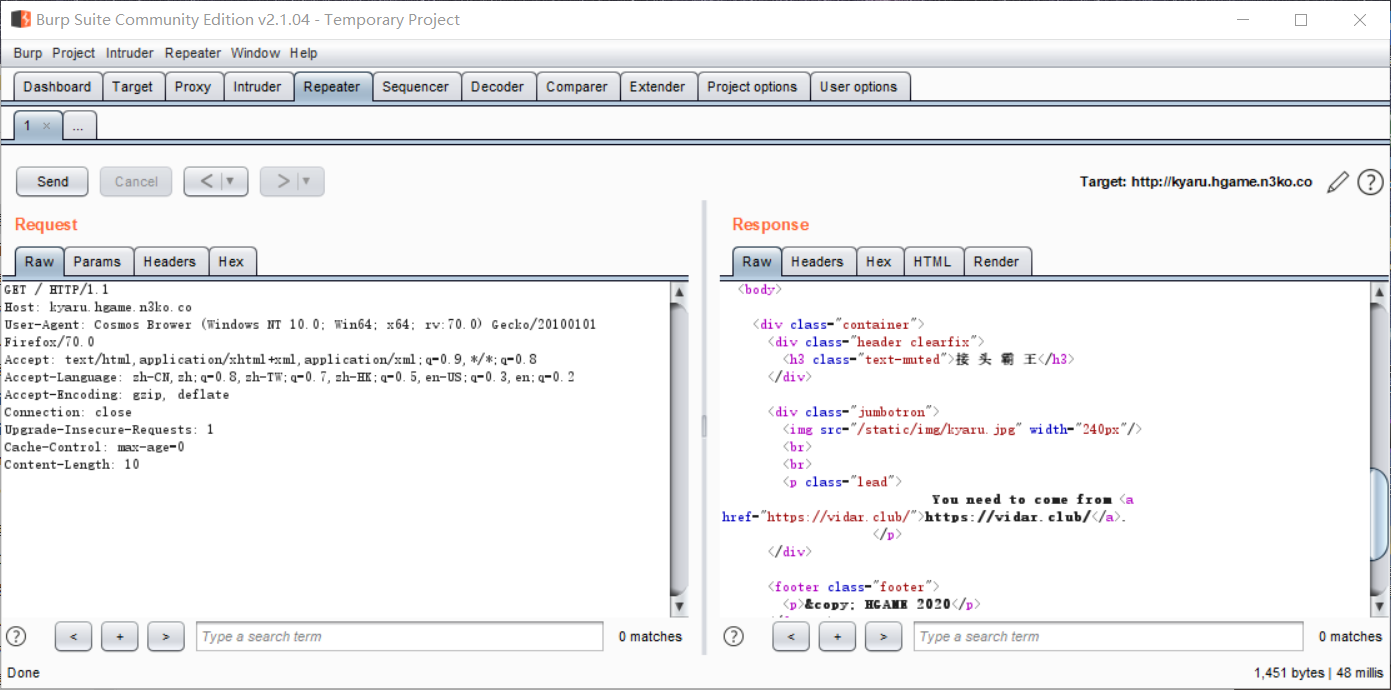 Burp Suite Community Edition v2.1.04 - Temporary Project
Burp Project Intruder Repeater Window Help
Dashboard Target Proxy Intruder Repeater Sequencer Decoder Comparer Extender Project options User options
1 × ...
Send Cancel < > Target: http://kyaru.hgame.n3ko.co ?
Request
Raw Params Headers Hex
GET / HTTP/1.1
Host: kyaru.hgame.n3ko.co
User-Agent: Cosmos Brower (Windows NT 10.0; Win64; x64; rv:70.0) Gecko/20100101
Firefox/70.0
Accept: text/html,application/xhtml+xml,application/xml;q=0.9,*/*;q=0.8
Accept-Language: zh-CN,zh;q=0.8,zh-TW;q=0.7,zh-HK;q=0.5,en-US;q=0.3,en;q=0.2
Accept-Encoding: gzip, deflate
Connection: close
Upgrade-Insecure-Requests: 1
Cache-Control: max-age=0
Content-Length: 10
? < + > Type a search term 0 matches
Response
Raw Headers Hex HTML Render
<body>
<div class="container">
<div class="header clearfix">
<h3 class="text-muted">接 头 霸 王</h3>
</div>
<div class="jumbotron">
<img src="/static/img/kyaru.jpg" width="240px"/>
<br>
<br>
<p class="lead">
You need to come from <a
href="https://vidar.club/">https://vidar.club/</a>.
</p>
</div>
<footer class="footer">
<p>&copy; HGAME 2020</p>
? < + > Type a search term 0 matches
Done 1,451 bytes | 48 millis